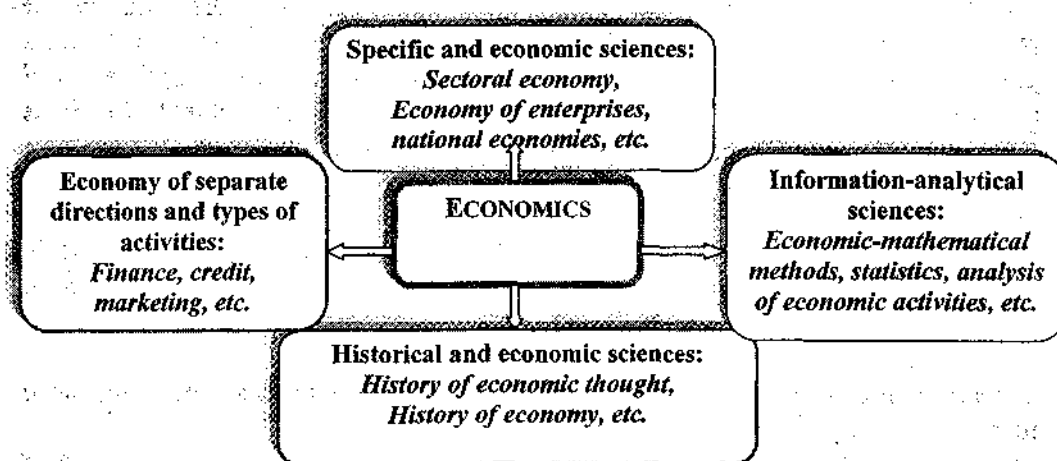 Specific and economic sciences:
Sectoral economy,
Economy of enterprises,
national economies, etc.
Economy of separate
directions and types of
activities:
Finance, credit,
marketing, etc.
ECONOMICS
Information-analytical
sciences:
Economic-mathematical
methods, statistics, analysis
of economic activities, etc.
Historical and economic sciences:
History of economic thought,
History of economy, etc.